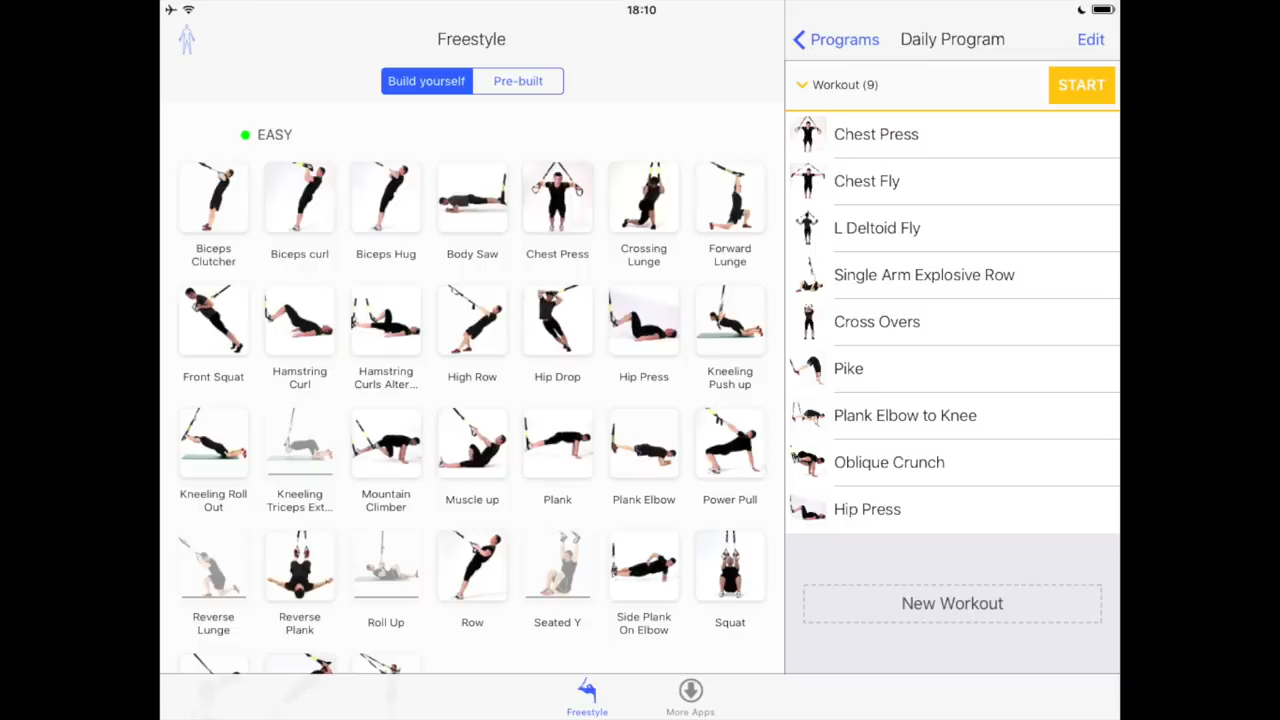 18:10
Freestyle
Build yourself
Pre-built
EASY
Biceps
Clutcher
Biceps curl
Biceps Hug
Body Saw
Chest Press
Crossing
Lunge
Forward
Lunge
Front Squat
Hamstring
Curl
Hamstring
Curls Alter...
High Row
Hip Drop
Hip Press
Kneeling
Push up
Kneeling Roll
Out
Kneeling
Triceps Ext...
Mountain
Climber
Muscle up
Plank
Plank Elbow
Power Pull
Reverse
Lunge
Reverse
Plank
Roll Up
Row
Seated Y
Side Plank
On Elbow
Squat
Freestyle
More Apps
Programs
Daily Program
Edit
Workout (9)
START
Chest Press
Chest Fly
L Deltoid Fly
Single Arm Explosive Row
Cross Overs
Pike
Plank Elbow to Knee
Oblique Crunch
Hip Press
New Workout